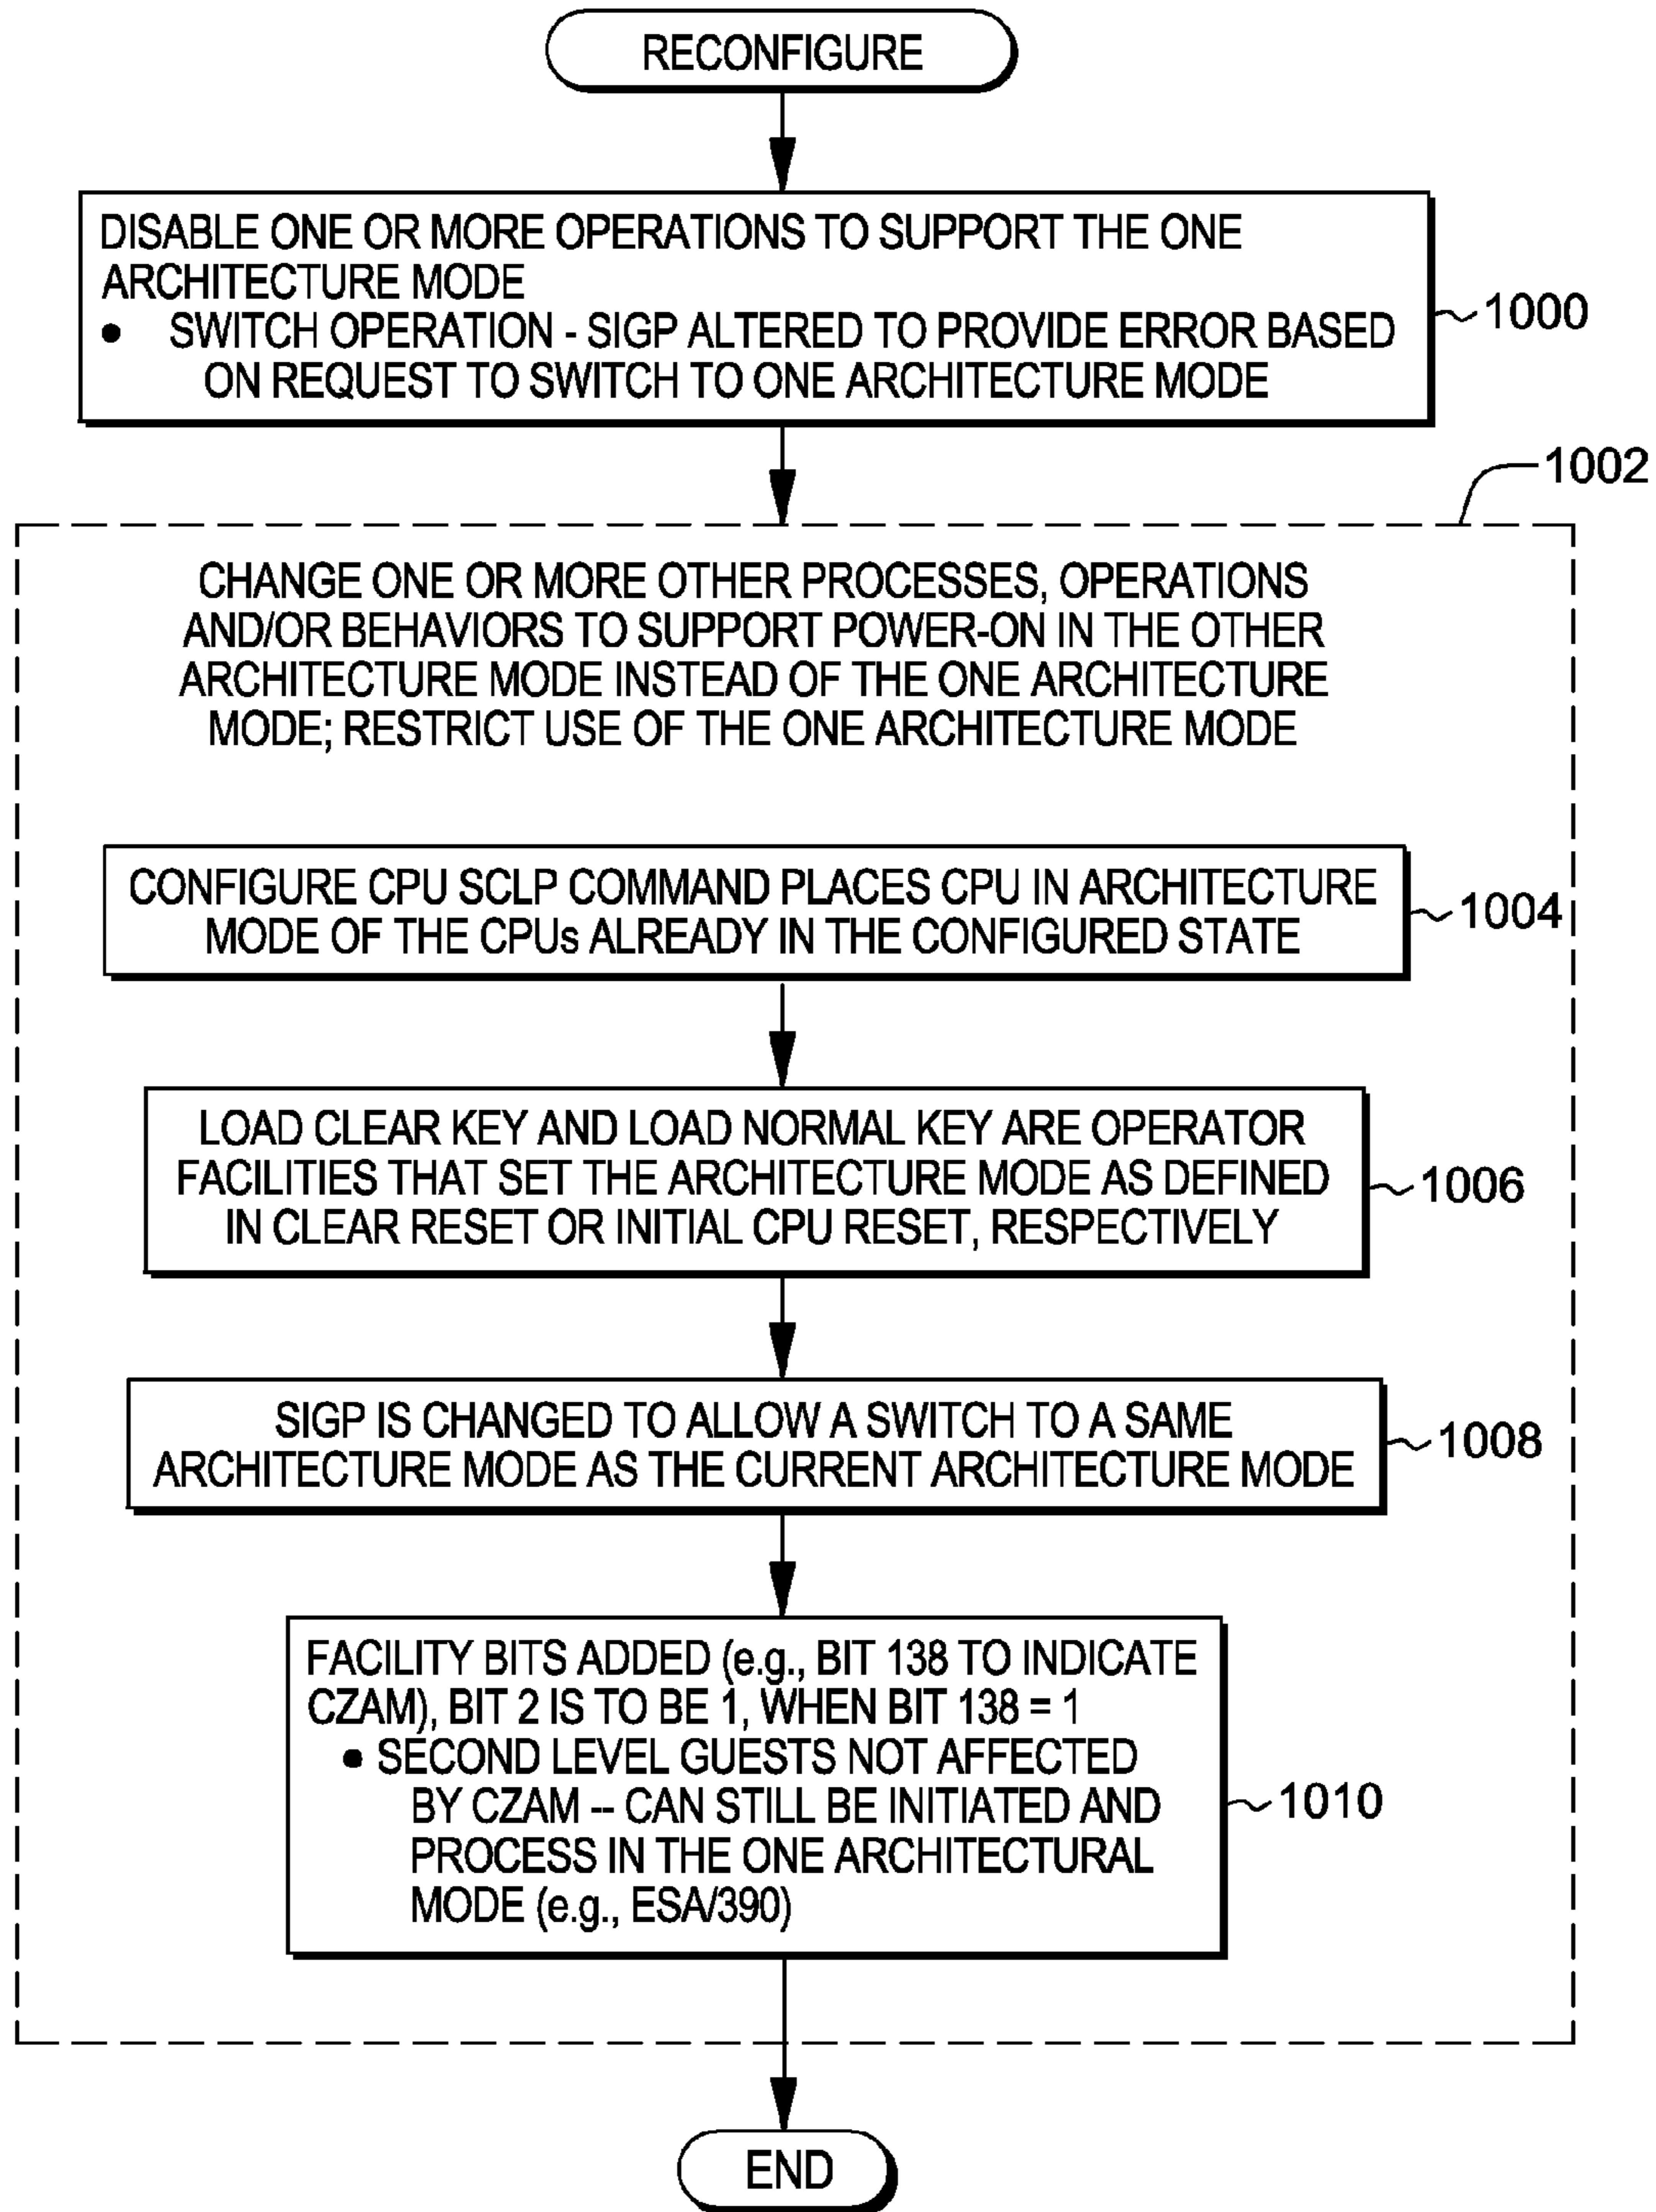 RECONFIGURE
DISABLE ONE OR MORE OPERATIONS TO SUPPORT THE ONE
ARCHITECTURE MODE
• SWITCH OPERATION - SIGP ALTERED TO PROVIDE ERROR BASED
ON REQUEST TO SWITCH TO ONE ARCHITECTURE MODE
1000
1002
CHANGE ONE OR MORE OTHER PROCESSES, OPERATIONS
AND/OR BEHAVIORS TO SUPPORT POWER-ON IN THE OTHER
ARCHITECTURE MODE INSTEAD OF THE ONE ARCHITECTURE
MODE; RESTRICT USE OF THE ONE ARCHITECTURE MODE
CONFIGURE CPU SCLP COMMAND PLACES CPU IN ARCHITECTURE
MODE OF THE CPUs ALREADY IN THE CONFIGURED STATE
1004
LOAD CLEAR KEY AND LOAD NORMAL KEY ARE OPERATOR
FACILITIES THAT SET THE ARCHITECTURE MODE AS DEFINED
IN CLEAR RESET OR INITIAL CPU RESET, RESPECTIVELY
1006
SIGP IS CHANGED TO ALLOW A SWITCH TO A SAME
ARCHITECTURE MODE AS THE CURRENT ARCHITECTURE MODE
1008
FACILITY BITS ADDED (e.g., BIT 138 TO INDICATE
CZAM), BIT 2 IS TO BE 1, WHEN BIT 138 = 1
• SECOND LEVEL GUESTS NOT AFFECTED
BY CZAM -- CAN STILL BE INITIATED AND
PROCESS IN THE ONE ARCHITECTURAL
MODE (e.g., ESA/390)
1010
END